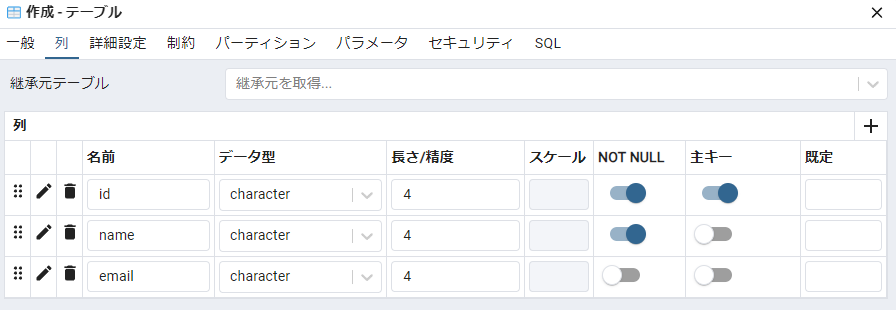 作成 - テーブル
一般 列 詳細設定 制約 パーティション パラメータ セキュリティ SQL
継承元テーブル 継承元を取得...
列
名前 データ型 長さ/精度 スケール NOT NULL 主キー 既定
id character 4
name character 4
email character 4